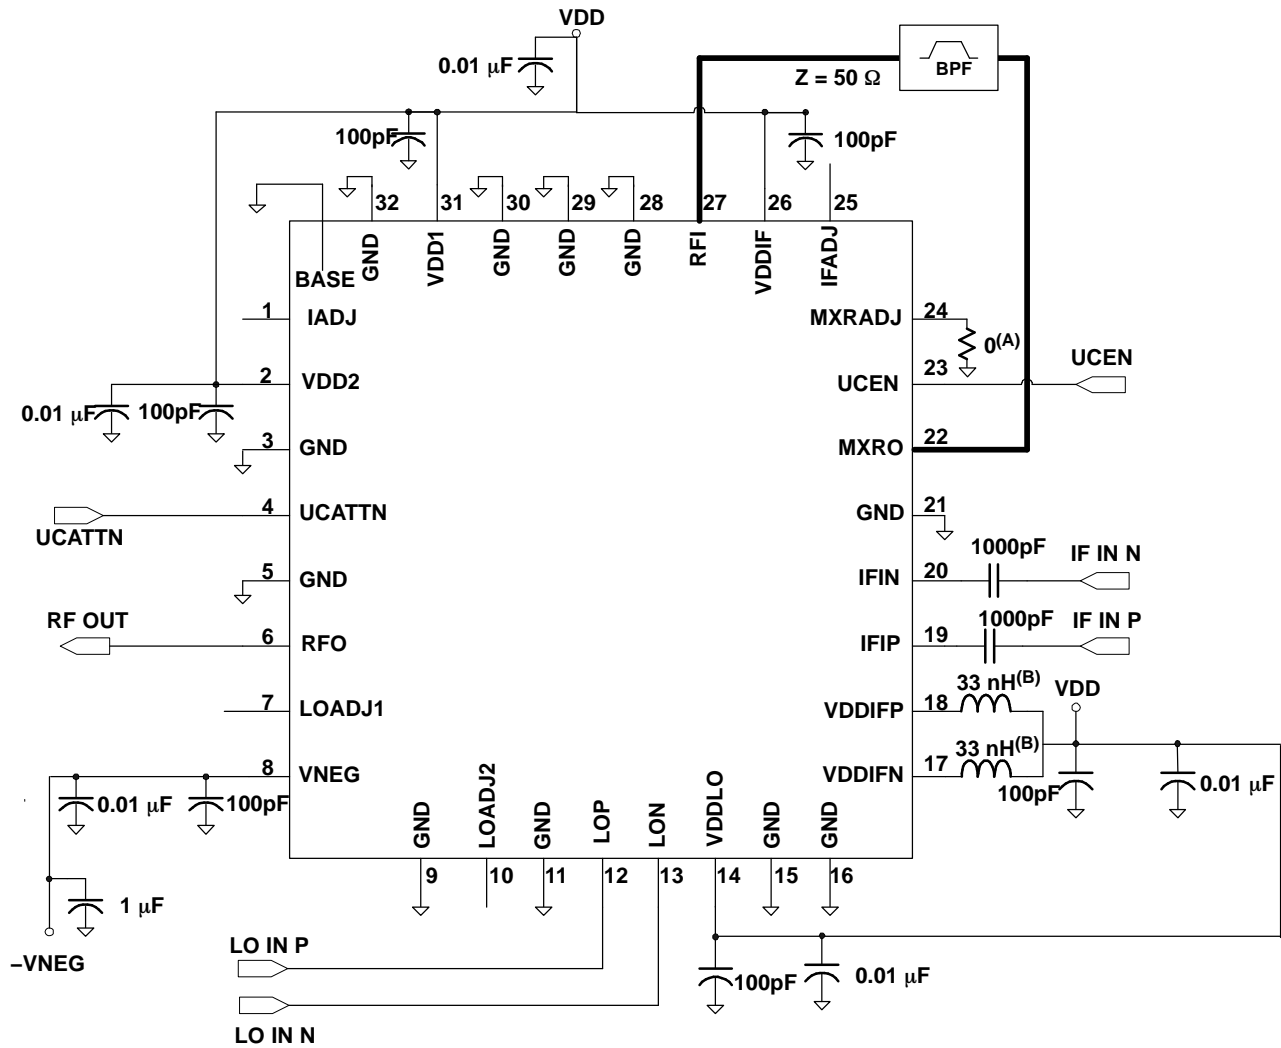 VDD
0.01 μF
Z = 50 Ω
BPF
100pF
100pF
32
31
30
29
28
27
26
25
GND
VDD1
GND
GND
GND
RFI
VDDIF
IFADJ
BASE
1
IADJ
MXRADJ
24
0(A)
2
VDD2
UCEN
23
UCEN
0.01 μF
100pF
3
GND
MXRO
22
4
UCATTN
GND
21
UCATTN
1000pF
IF IN N
5
GND
IFIN
20
RF OUT
1000pF
IF IN P
6
RFO
IFIP
19
33 nH(B)
VDD
7
LOADJ1
VDDIFP
18
33 nH(B)
8
VNEG
VDDIFN
17
0.01 μF
100pF
100pF
0.01 μF
GND
LOADJ2
GND
LOP
LON
VDDLO
GND
GND
9
10
11
12
13
14
15
16
1 μF
–VNEG
LO IN P
100pF
0.01 μF
LO IN N